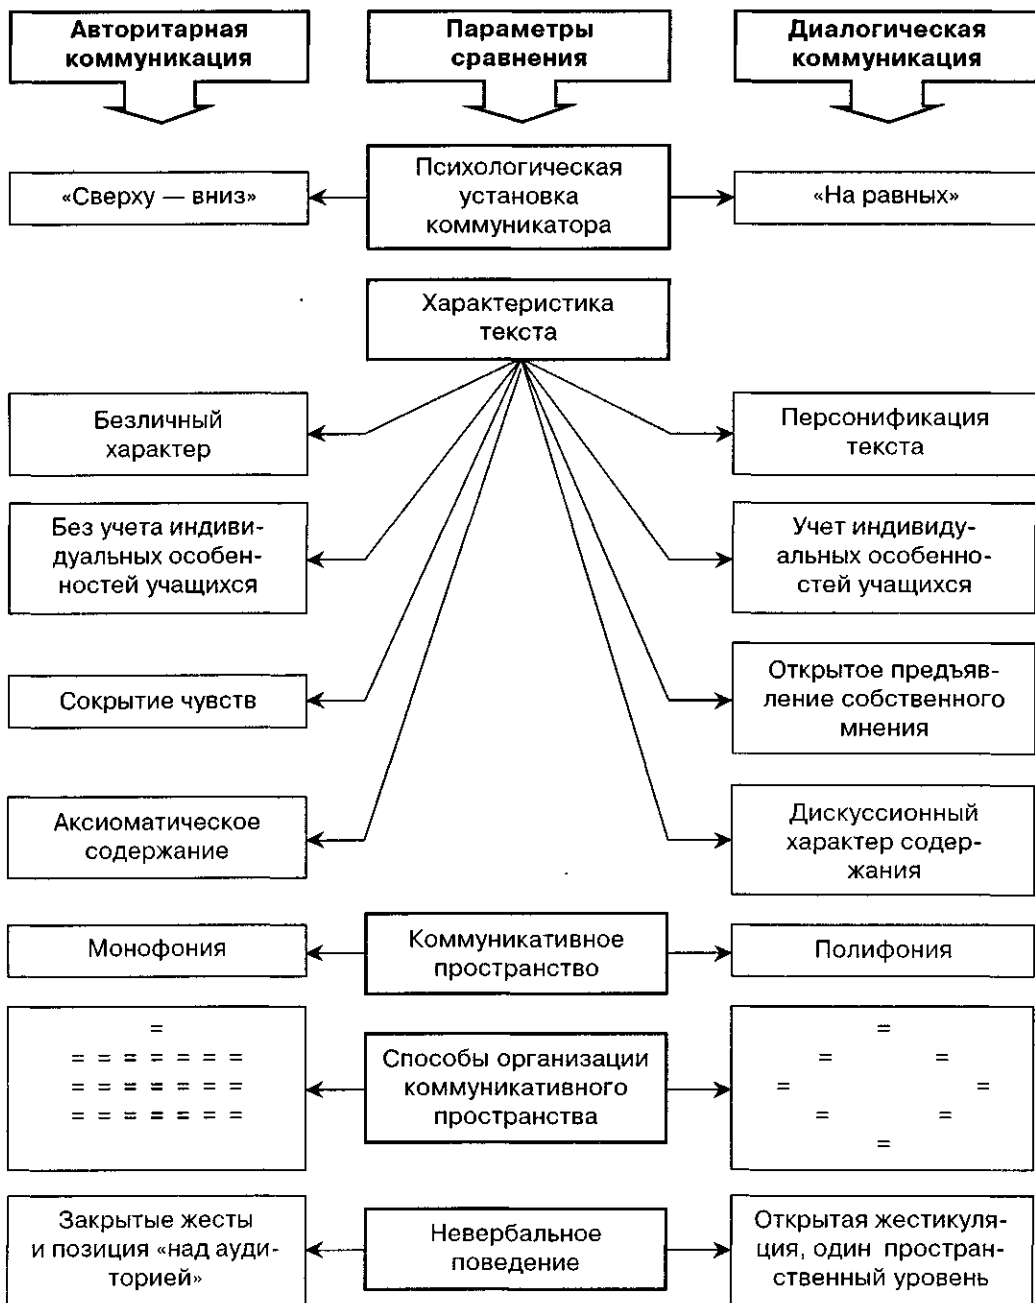 Авторитарная
коммуникация
Параметры
сравнения
Диалогическая
коммуникация
«Сверху — вниз»
Психологическая
установка
коммуникатора
«На равных»
Характеристика
текста
Безличный
характер
Персонификация
текста
Без учета индиви-
дуальных особен-
ностей учащихся
Учет индивиду-
альных особенно-
стей учащихся
Сокрытие чувств
Открытое предъяв-
ление собственного
мнения
Аксиоматическое
содержание
Дискуссионный
характер содер-
жания
Монофония
Коммуникативное
пространство
Полифония
=
= = = = = = =
= = = = = = =
= = = = = = =
Способы организации
коммуникативного
пространства
=
= =
= =
= =
=
Закрытые жесты
и позиция «над ауди-
торией»
Невербальное
поведение
Открытая жестикуля-
ция, один пространст-
венный уровень